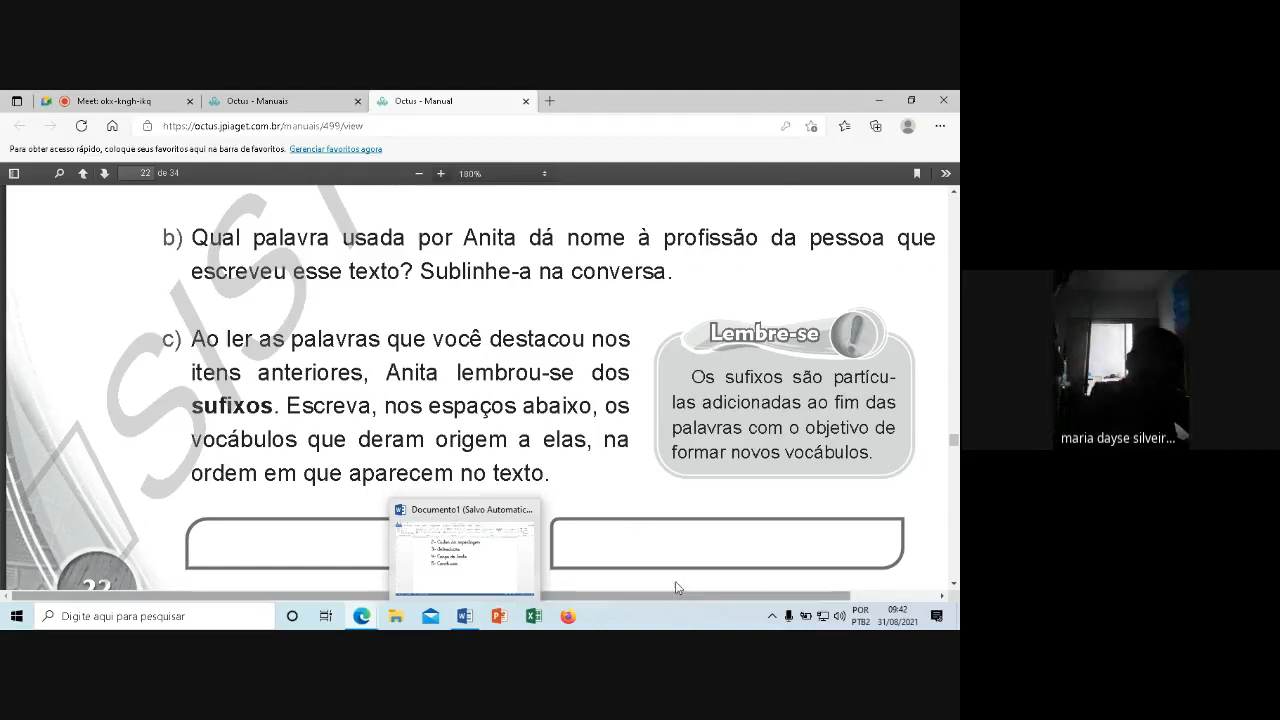 Meet: okx-kngh-ikq
Octus - Manuais
Octus - Manual
https://octus.jpiaget.com.br/manuais/499/view
Para obter acesso rápido, coloque seus favoritos aqui na barra de favoritos. Gerenciar favoritos agora
22 de 34
180%
SIST
b) Qual palavra usada por Anita dá nome à profissão da pessoa que
escreveu esse texto? Sublinhe-a na conversa.
c) Ao ler as palavras que você destacou nos
itens anteriores, Anita lembrou-se dos
sufixos. Escreva, nos espaços abaixo, os
vocábulos que deram origem a elas, na
ordem em que aparecem no texto.
Lembre-se
Os sufixos são partícu-
las adicionadas ao fim das
palavras com o objetivo de
formar novos vocábulos.
Documento1 (Salvo Automatic...
3- Introdução
5- Conclusão
22
Digite aqui para pesquisar
POR
PTB2
09:42
31/08/2021
maria dayse silveir...